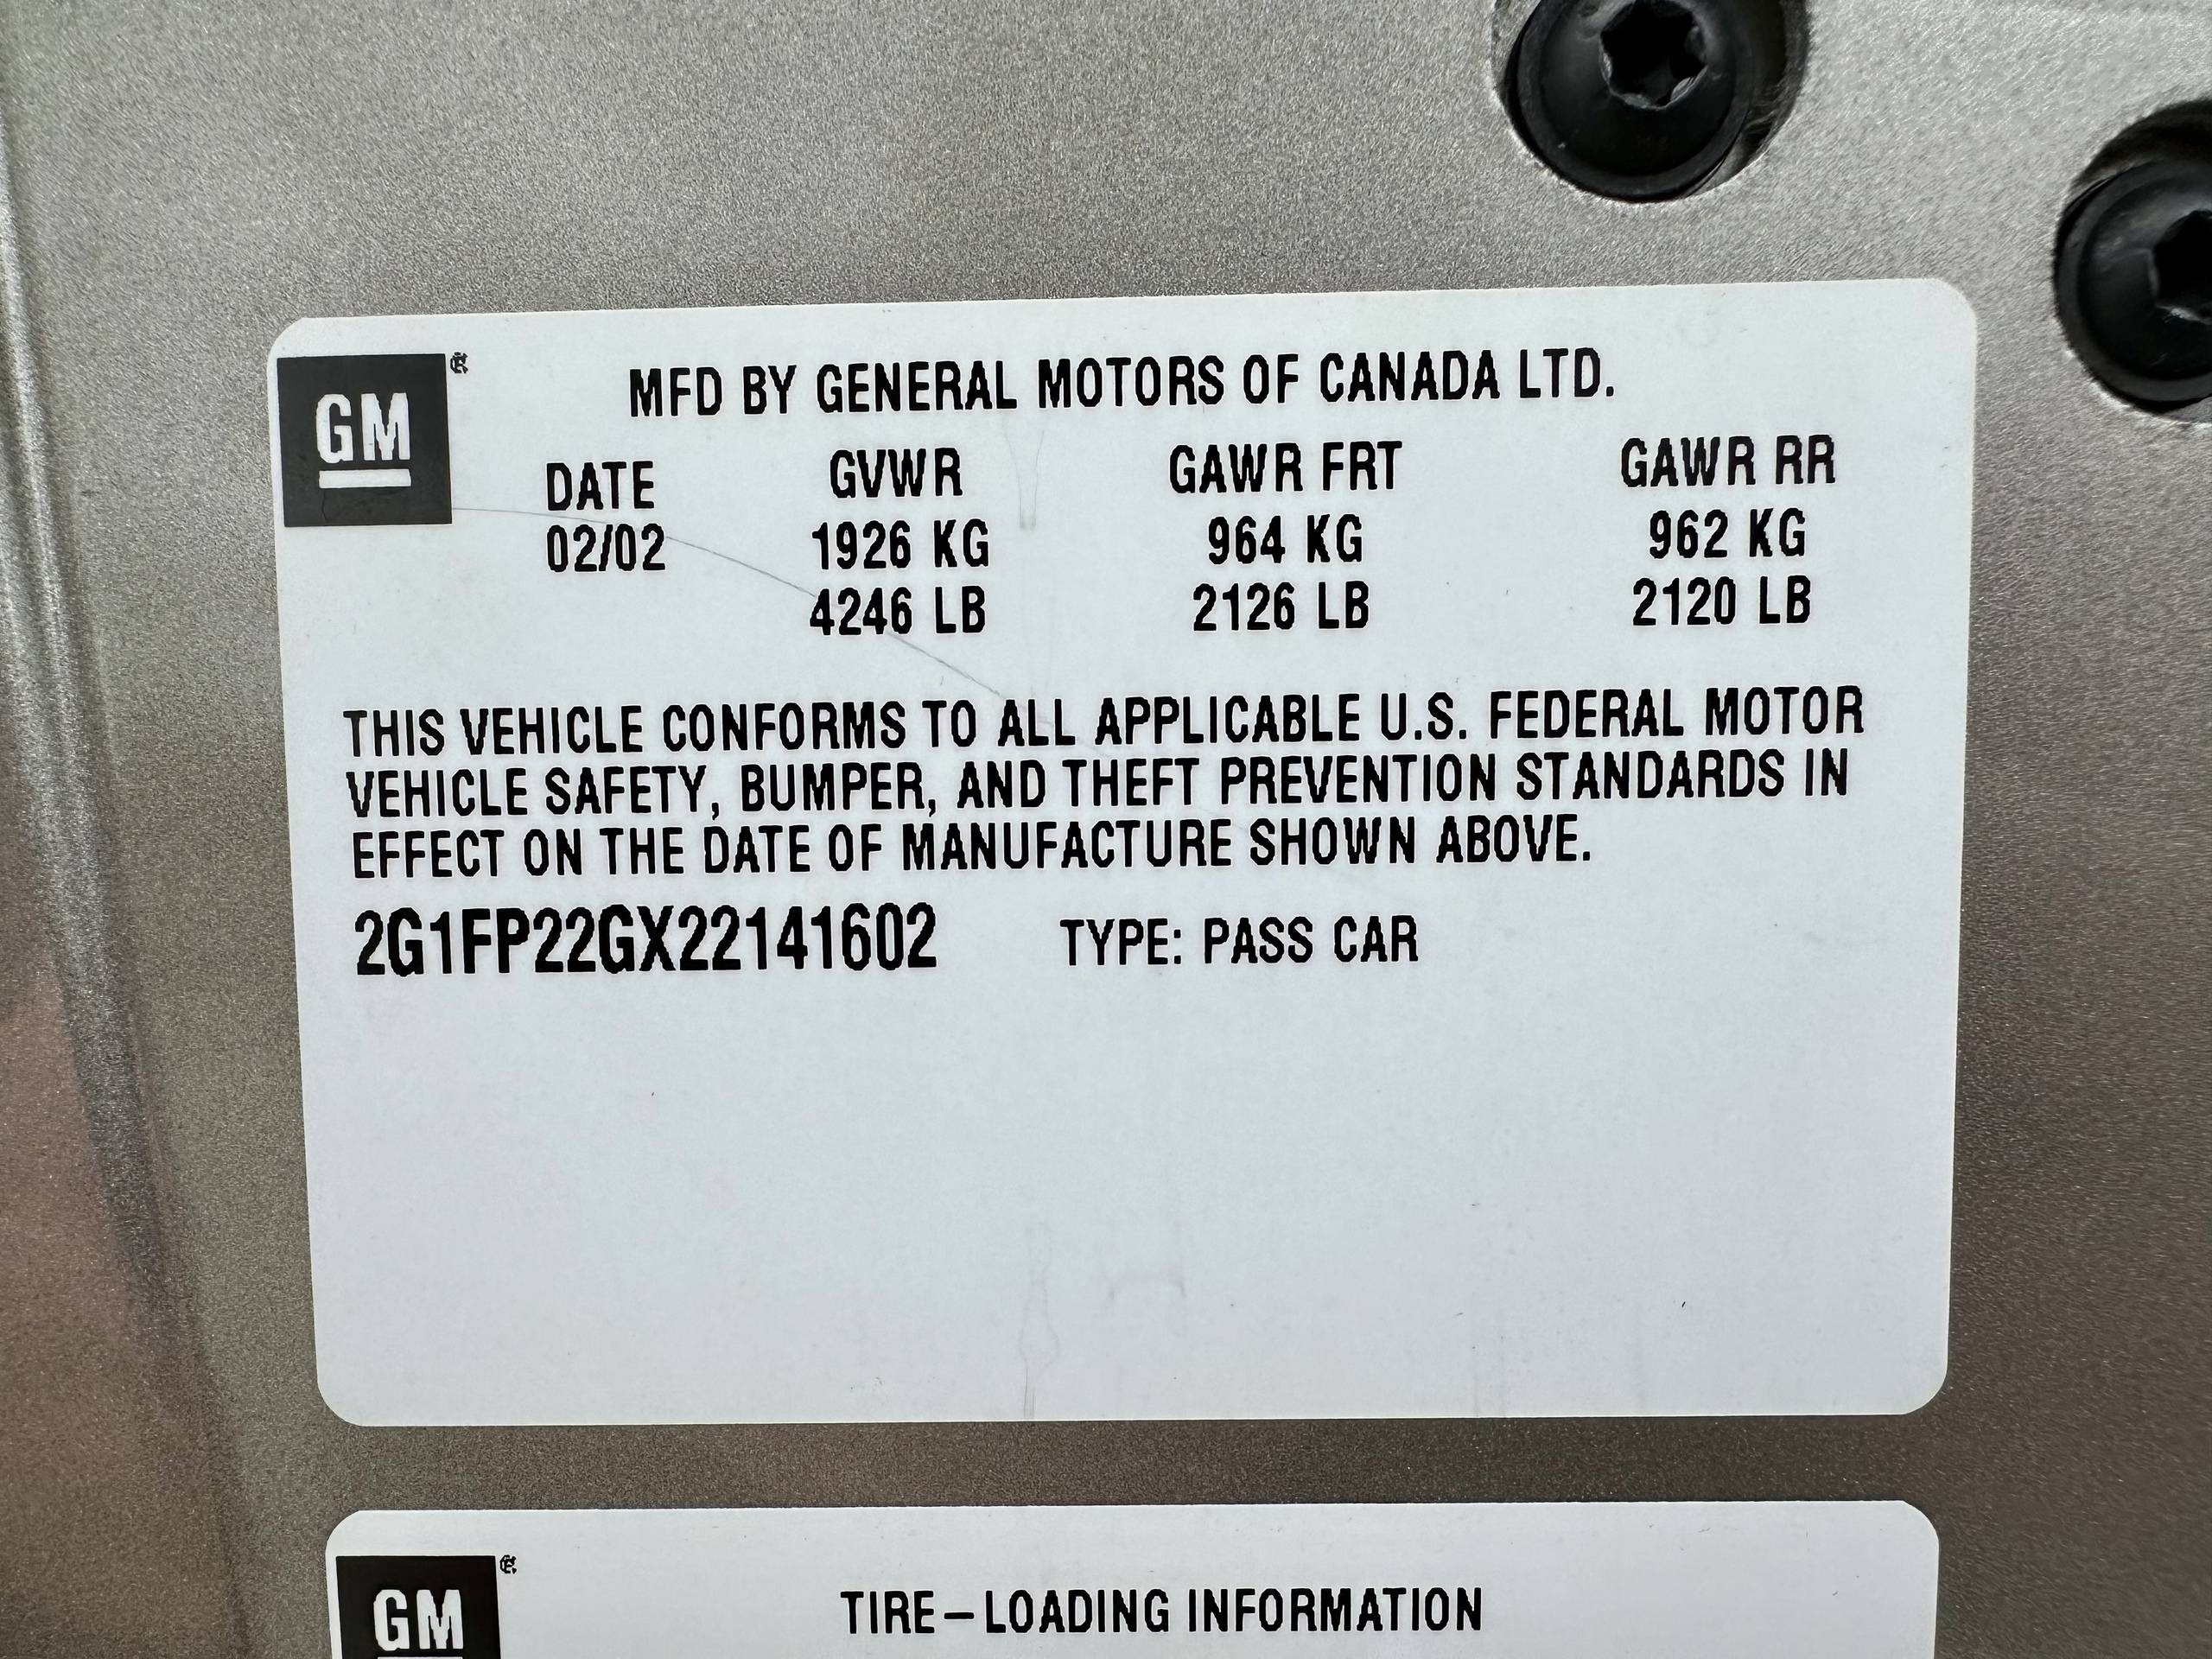 GM
MFD BY GENERAL MOTORS OF CANADA LTD.
DATE GVWR GAWR FRT GAWR RR
02/02 1926 KG 964 KG 962 KG
4246 LB 2126 LB 2120 LB
THIS VEHICLE CONFORMS TO ALL APPLICABLE U.S. FEDERAL MOTOR
VEHICLE SAFETY, BUMPER, AND THEFT PREVENTION STANDARDS IN
EFFECT ON THE DATE OF MANUFACTURE SHOWN ABOVE.
2G1FP22GX22141602 TYPE: PASS CAR
GM
TIRE–LOADING INFORMATION